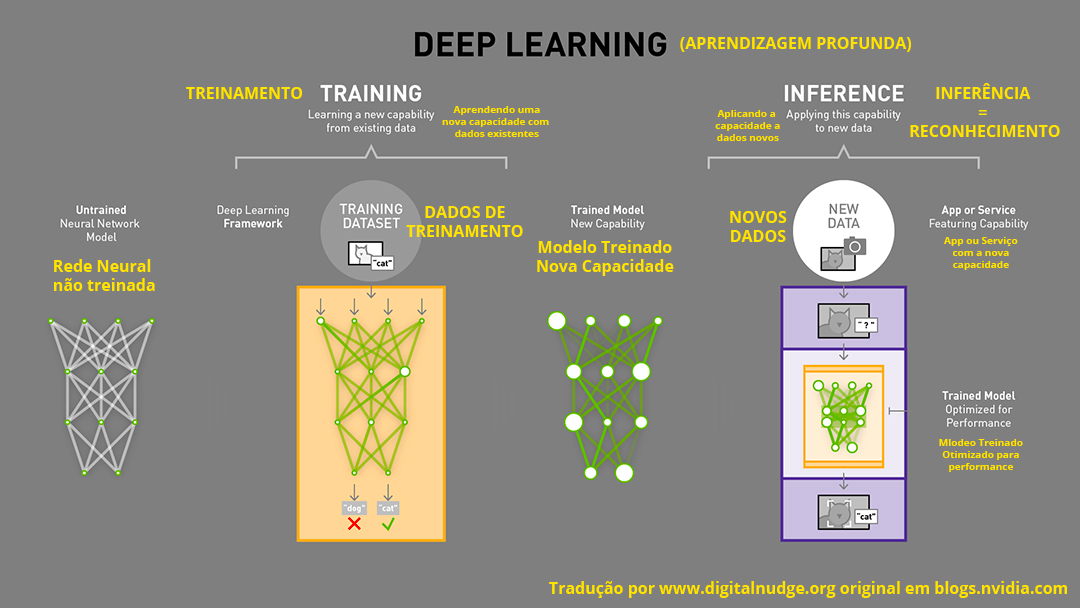 DEEP LEARNING (APRENDIZAGEM PROFUNDA)
TREINAMENTO
TRAINING
Learning a new capability
from existing data
Aprendendo uma
nova capacidade com
dados existentes
INFERENCE
Applying this capability
to new data
Aplicando a
capacidade a
dados novos
INFERÊNCIA
=
RECONHECIMENTO
Untrained
Neural Network
Model
Rede Neural
não treinada
Deep Learning
Framework
TRAINING
DATASET
"cat"
DADOS DE
TREINAMENTO
"dog"
"cat"
Trained Model
New Capability
Modelo Treinado
Nova Capacidade
NOVOS
DADOS
NEW
DATA
App or Service
Featuring Capability
App ou Serviço
com a nova
capacidade
"?"
Trained Model
Optimized for
Performance
Mlodeo Treinado
Otimizado para
performance
"cat"
Tradução por www.digitalnudge.org original em blogs.nvidia.com